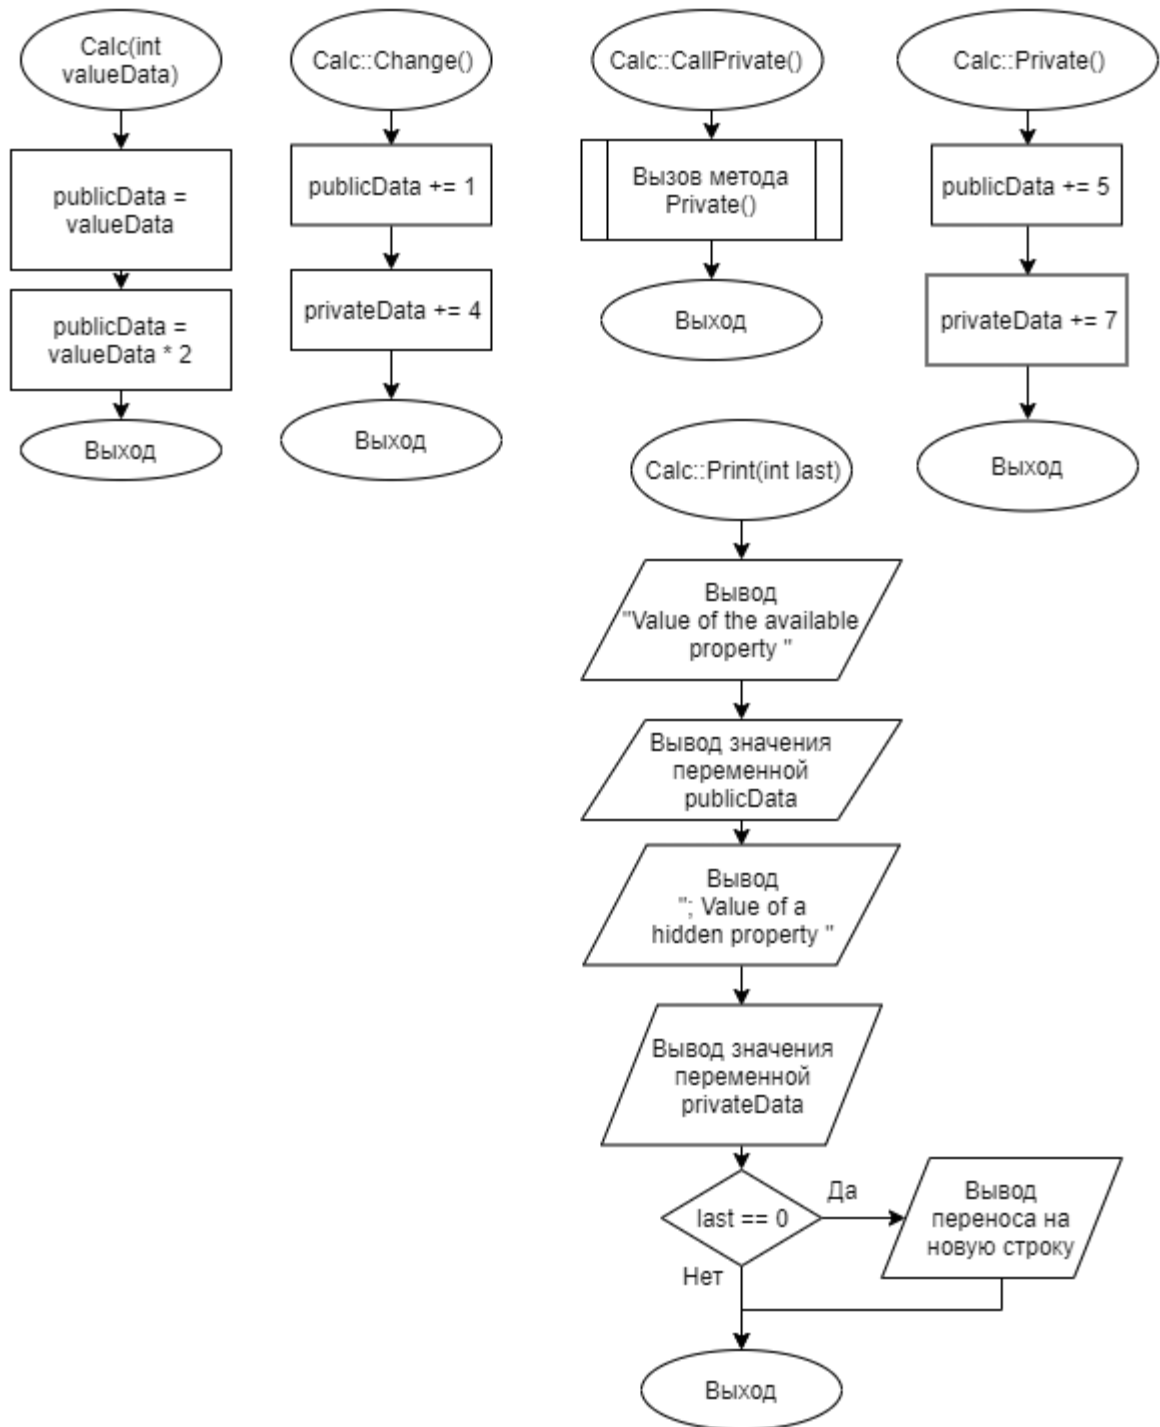 Calc(int
valueData)
publicData =
valueData
publicData =
valueData * 2
Выход
Calc::Change()
publicData += 1
privateData += 4
Выход
Calc::CallPrivate()
Вызов метода
Private()
Выход
Calc::Private()
publicData += 5
privateData += 7
Выход
Calc::Print(int last)
Вывод
"Value of the available
property "
Вывод значения
переменной
publicData
Вывод
"; Value of a
hidden property "
Вывод значения
переменной
privateData
last == 0
Да
Вывод
переноса на
новую строку
Нет
Выход